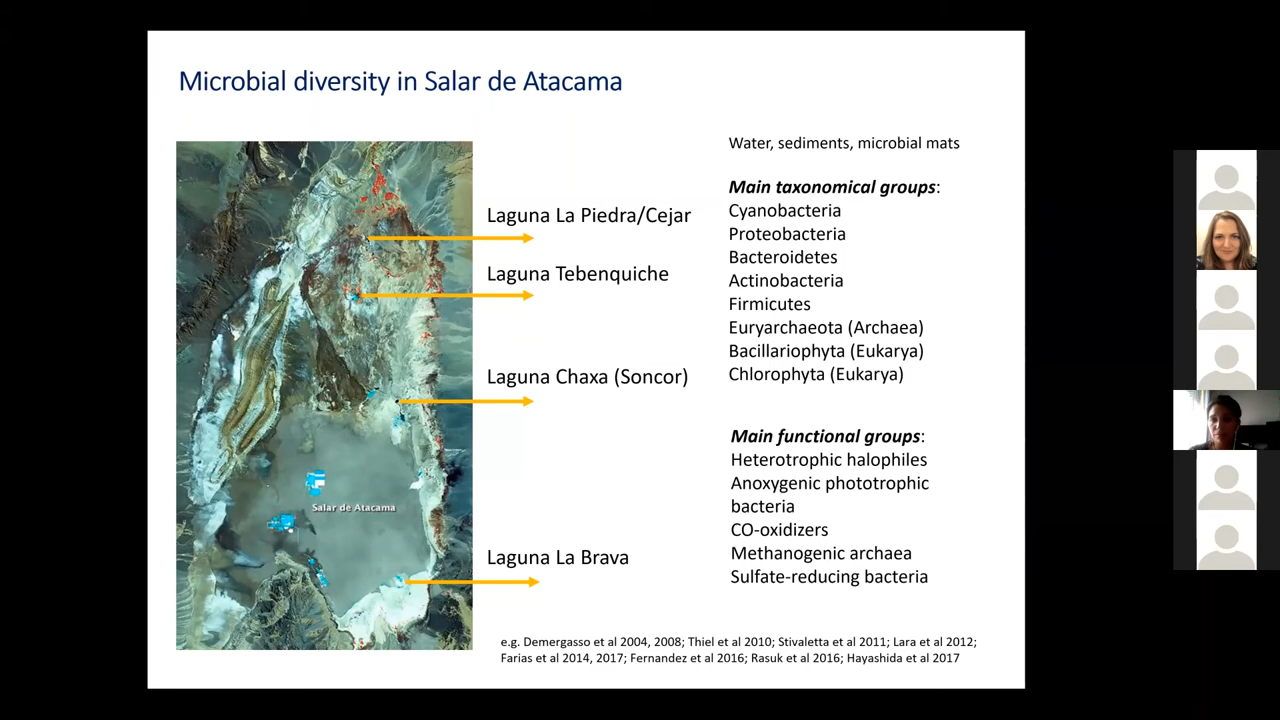 Microbial diversity in Salar de Atacama
Laguna La Piedra/Cejar
Laguna Tebenquiche
Laguna Chaxa (Soncor)
Salar de Atacama
Laguna La Brava
Water, sediments, microbial mats
Main taxonomical groups:
Cyanobacteria
Proteobacteria
Bacteroidetes
Actinobacteria
Firmicutes
Euryarchaeota (Archaea)
Bacillariophyta (Eukarya)
Chlorophyta (Eukarya)
Main functional groups:
Heterotrophic halophiles
Anoxygenic phototrophic
bacteria
CO-oxidizers
Methanogenic archaea
Sulfate-reducing bacteria
e.g. Demergasso et al 2004, 2008; Thiel et al 2010; Stivaletta et al 2011; Lara et al 2012;
Farias et al 2014, 2017; Fernandez et al 2016; Rasuk et al 2016; Hayashida et al 2017